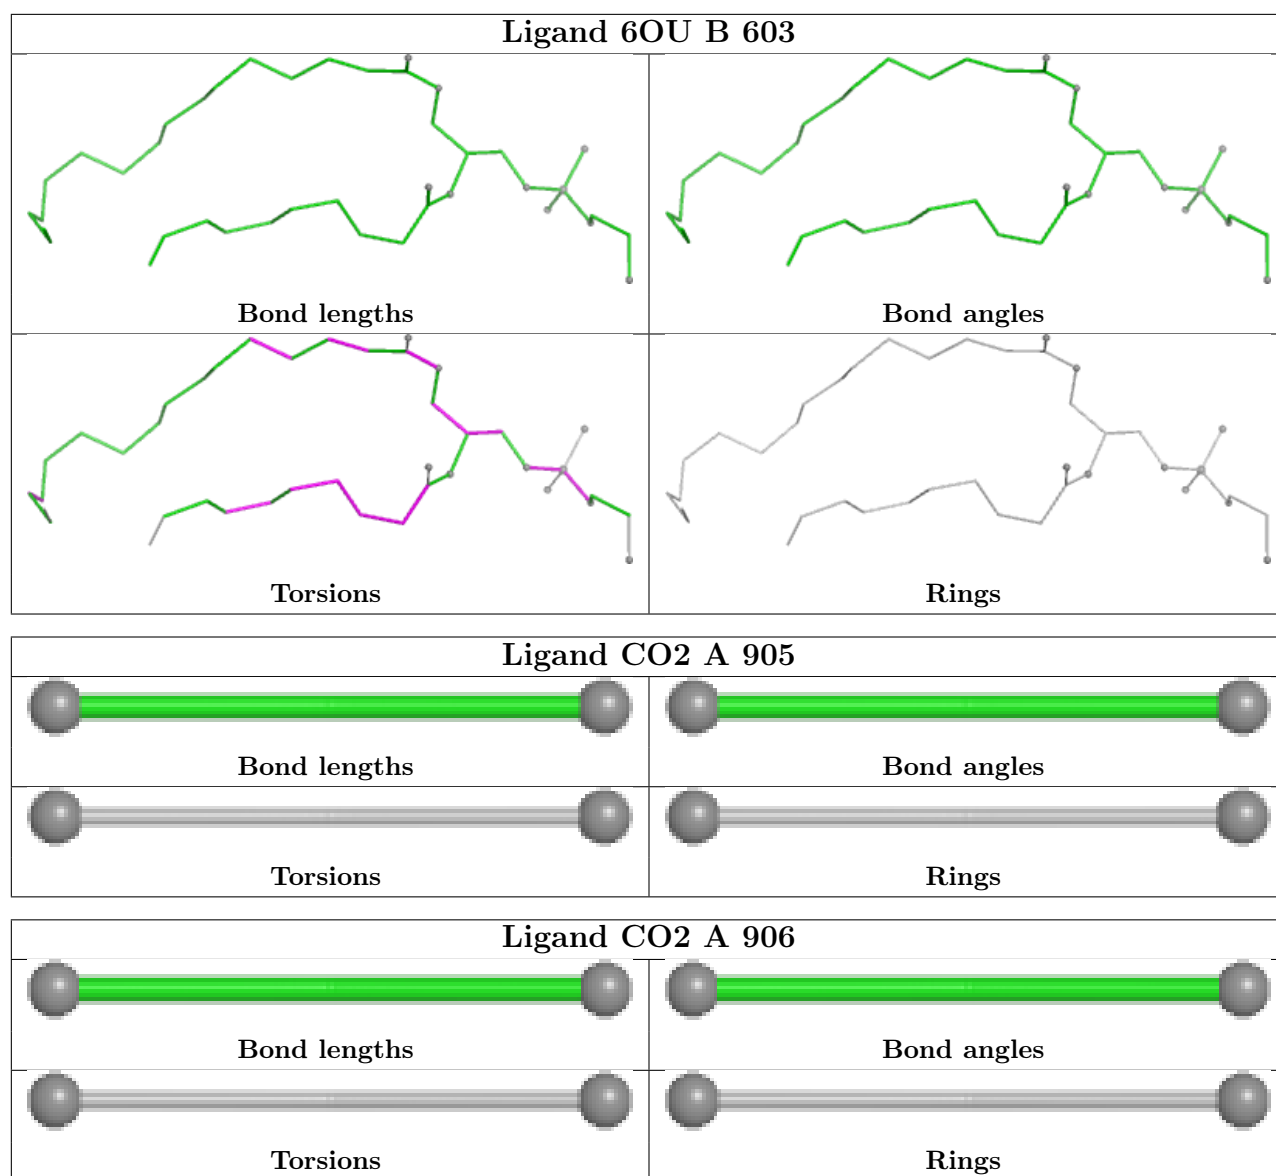 Ligand 6OU B 603
Bond lengths
Bond angles
Torsions
Rings
Ligand CO2 A 905
Bond lengths
Bond angles
Torsions
Rings
Ligand CO2 A 906
Bond lengths
Bond angles
Torsions
Rings